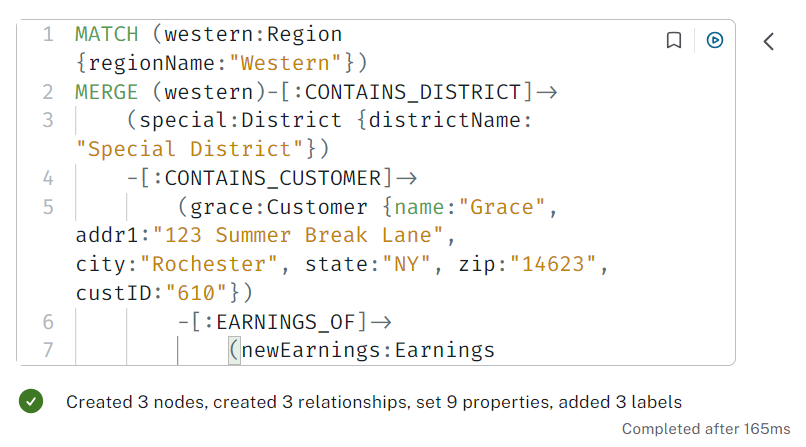 1 MATCH (western:Region
{regionName:"Western"})
2 MERGE (western)-[:CONTAINS_DISTRICT]->
3 (special:District {districtName:
"Special District"})
4 -[:CONTAINS_CUSTOMER]->
5 (grace:Customer {name:"Grace",
addr1:"123 Summer Break Lane",
city:"Rochester", state:"NY", zip:"14623",
custID:"610"})
6 -[:EARNINGS_OF]->
7 (newEarnings:Earnings
Created 3 nodes, created 3 relationships, set 9 properties, added 3 labels
Completed after 165ms